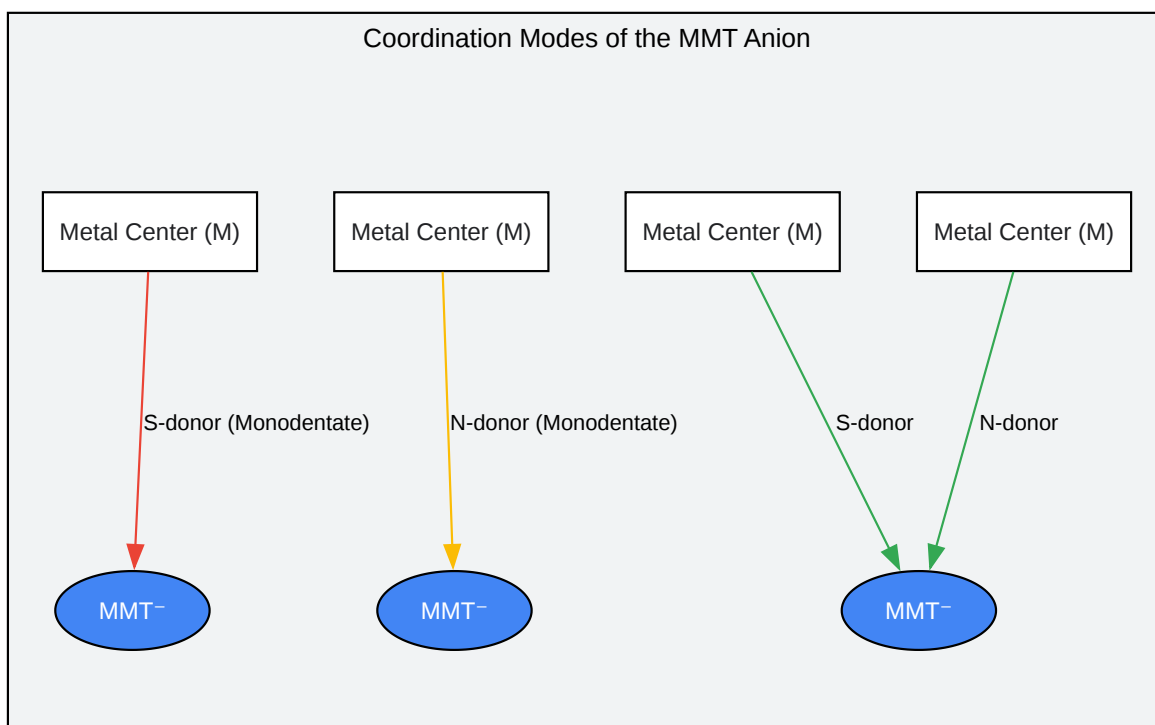 Coordination Modes of the MMT Anion
Metal Center (M)
Metal Center (M)
Metal Center (M)
Metal Center (M)
S-donor (Monodentate)
N-donor (Monodentate)
S-donor
N-donor
MMT⁻
MMT⁻
MMT⁻